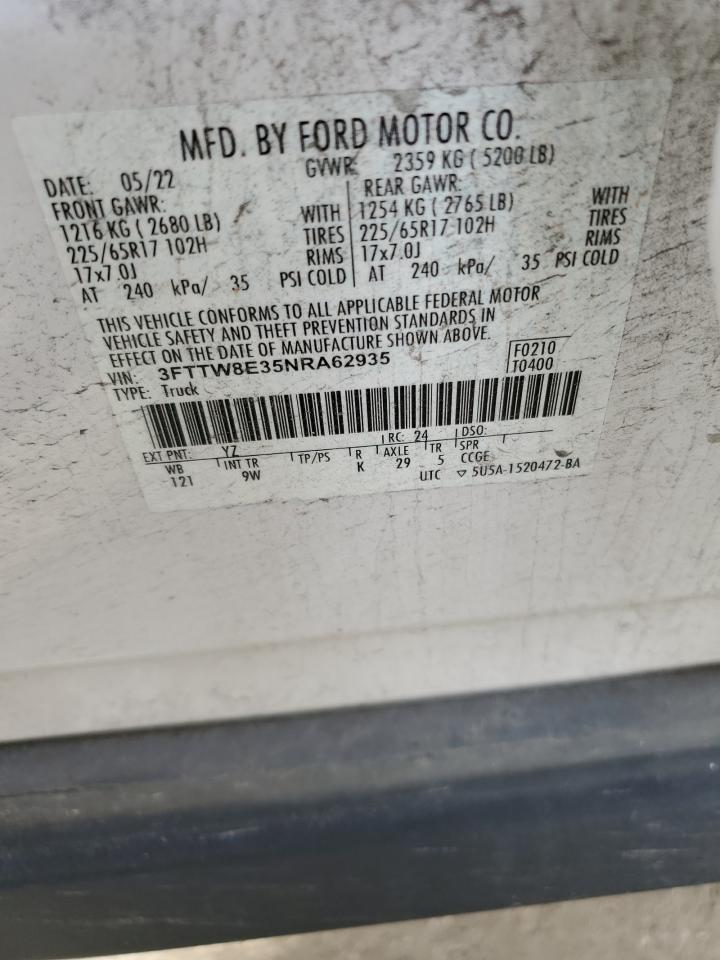 MFD. BY FORD MOTOR CO.
DATE: 05/22 GVWR: 2359 KG ( 5200 LB)
FRONT GAWR: REAR GAWR:
1216 KG ( 2680 LB) WITH 1254 KG ( 2765 LB) WITH
225/65R17 102H TIRES 225/65R17 102H TIRES
17x7.0J RIMS 17x7.0J RIMS
AT 240 kPa/ 35 PSI COLD AT 240 kPa/ 35 PSI COLD
THIS VEHICLE CONFORMS TO ALL APPLICABLE FEDERAL MOTOR
VEHICLE SAFETY AND THEFT PREVENTION STANDARDS IN
EFFECT ON THE DATE OF MANUFACTURE SHOWN ABOVE.
VIN: 3FTTW8E35NRA62935 F0210
TYPE: Truck T0400
EXT PNT: YZ RC: 24 DSO:
WB INT TR TP/PS R AXLE TR SPR
121 9W K 29 5 CCGE
UTC ▽ 5U5A-1520472-BA